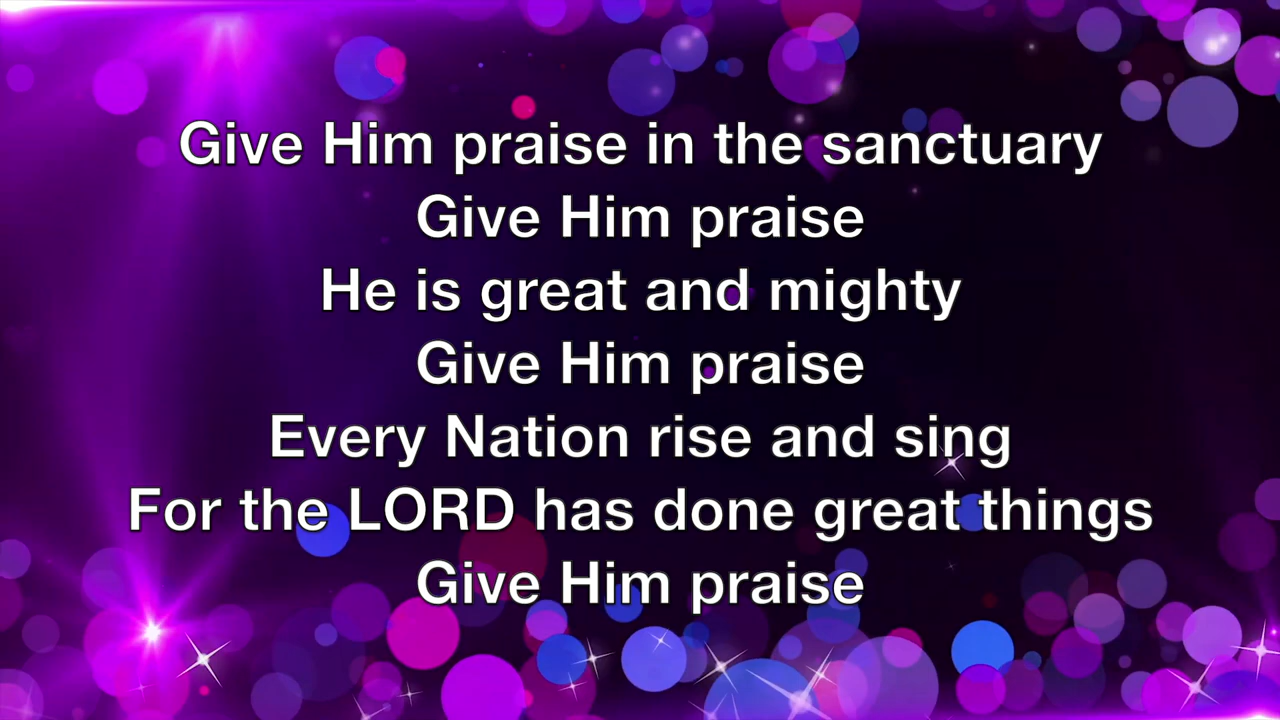 Give Him praise in the sanctuary
Give Him praise
He is great and mighty
Give Him praise
Every Nation rise and sing
For the LORD has done great things
Give Him praise